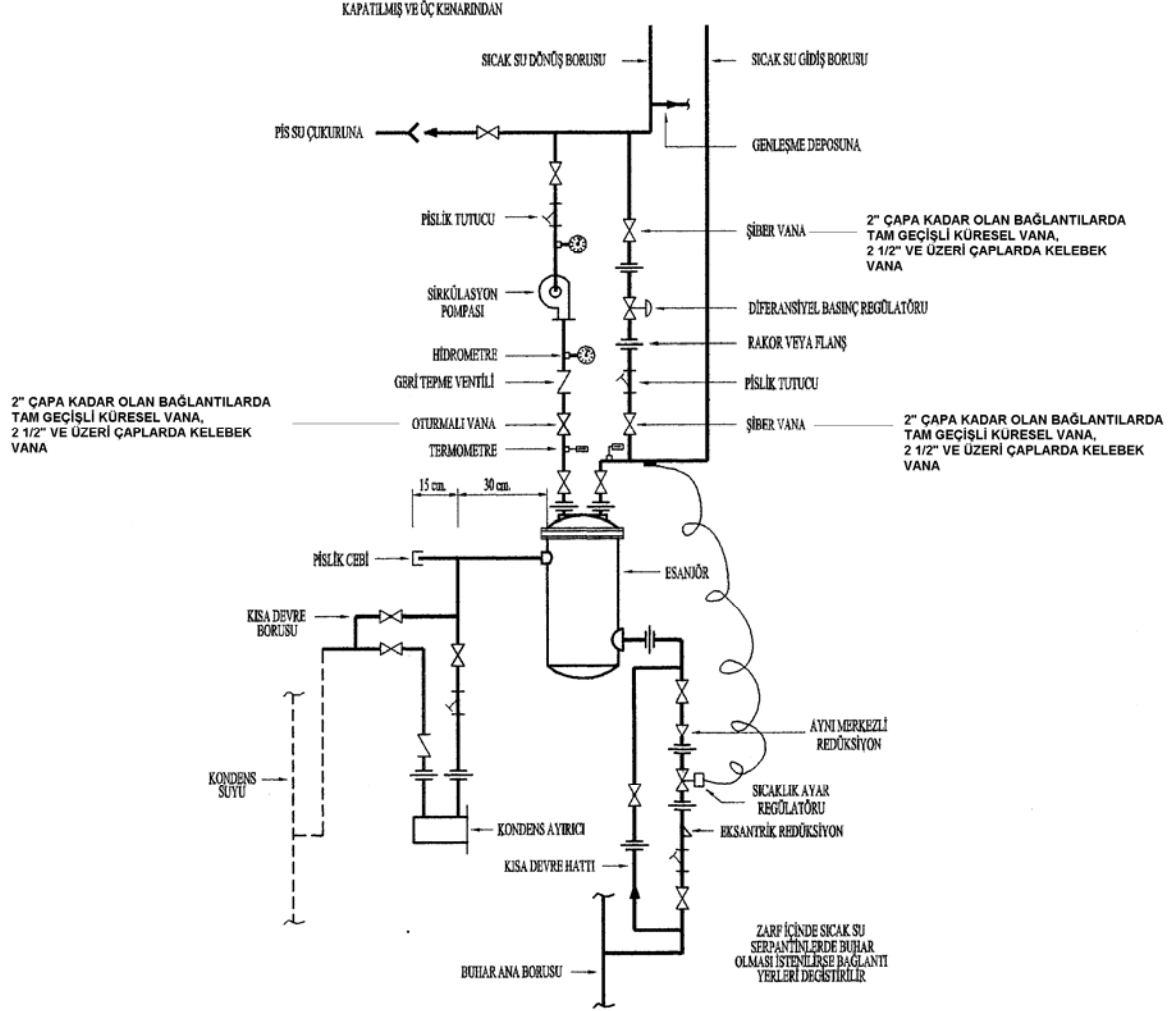 KAPATILMIŞ VE ÜÇ KENARINDAN
SICAK SU DÖNÜŞ BORUSU
SICAK SU GİDİŞ BORUSU
PİS SU ÇUKURUNA
GENLEŞME DEPOSUNA
PİSLİK TUTUCU
ŞİBER VANA
2" ÇAPA KADAR OLAN BAĞLANTILARDA
TAM GEÇİŞLİ KÜRESEL VANA,
2 1/2" VE ÜZERİ ÇAPLARDA KELEBEK
VANA
SİRKÜLASYON
POMPASI
DİFERANSİYEL BASINÇ REGÜLATÖRU
HİDROMETRE
RAKOR VEYA FLANŞ
GERİ TEPME VENTİLİ
PİSLİK TUTUCU
2" ÇAPA KADAR OLAN BAĞLANTILARDA
TAM GEÇİŞLİ KÜRESEL VANA,
2 1/2" VE ÜZERİ ÇAPLARDA KELEBEK
VANA
OTURMALI VANA
ŞİBER VANA
2" ÇAPA KADAR OLAN BAĞLANTILARDA
TAM GEÇİŞLİ KÜRESEL VANA,
2 1/2" VE ÜZERİ ÇAPLARDA KELEBEK
VANA
TERMOMETRE
15 cm.
30 cm.
PİSLİK CEBİ
ESANJÖR
KISA DEVRE
BORUSU
AYNI MERKEZLİ
REDÜKSİYON
KONDENS
SUYU
SICAKLIK AYAR
REGÜLATÖRU
KONDENS AYIRICI
EKSANTRİK REDÜKSİYON
KISA DEVRE HATTI
ZARF İÇİNDE SICAK SU
SERPANTİNLERDE BUHAR
OLMASI İSTENİLİRSE BAĞLANTI
YERLERİ DEGİSTİRİLİR
BUHAR ANA BORUSU